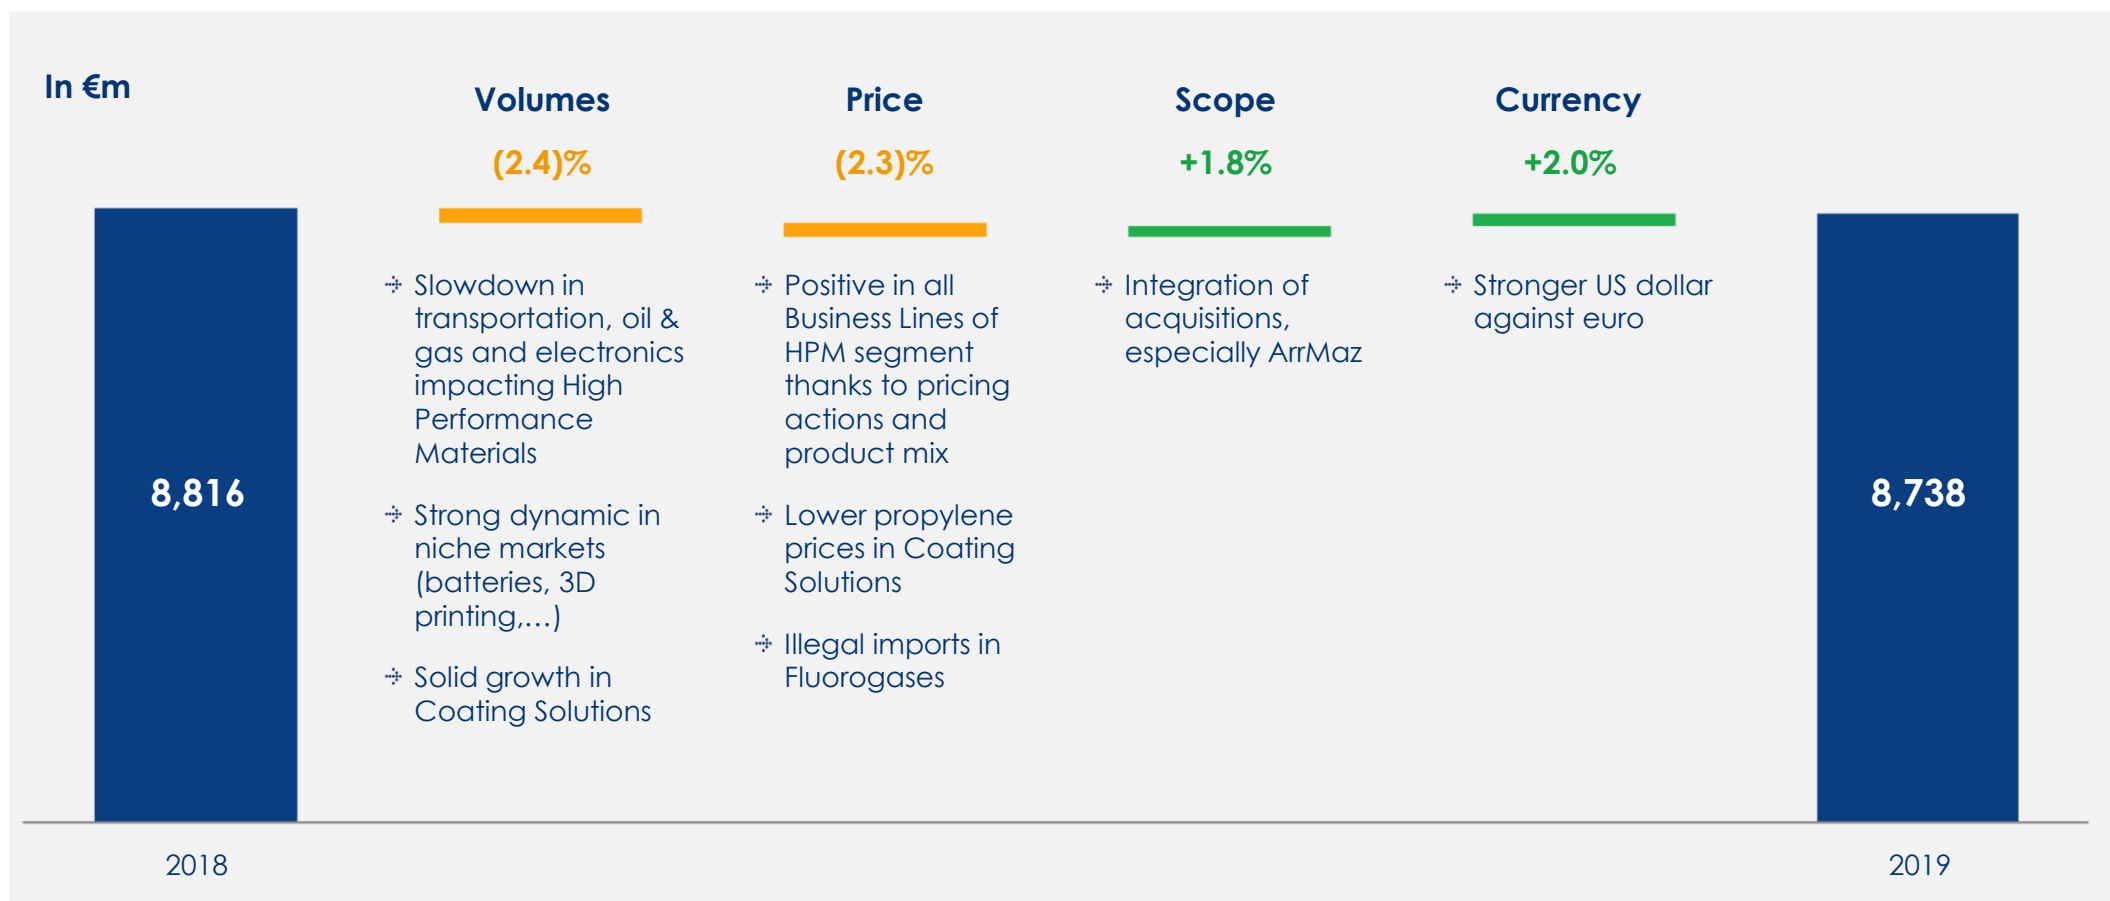 In €m
Volumes
(2.4)%
Slowdown in
transportation, oil &
gas and electronics
impacting High
Performance
Materials
Strong dynamic in
niche markets
(batteries, 3D
printing,…)
Solid growth in
Coating Solutions
Price
(2.3)%
Positive in all
Business Lines of
HPM segment
thanks to pricing
actions and
product mix
Lower propylene
prices in Coating
Solutions
Illegal imports in
Fluorogases
Scope
+1.8%
Integration of
acquisitions,
especially ArrMaz
Currency
+2.0%
Stronger US dollar
against euro
8,816
8,738
2018
2019